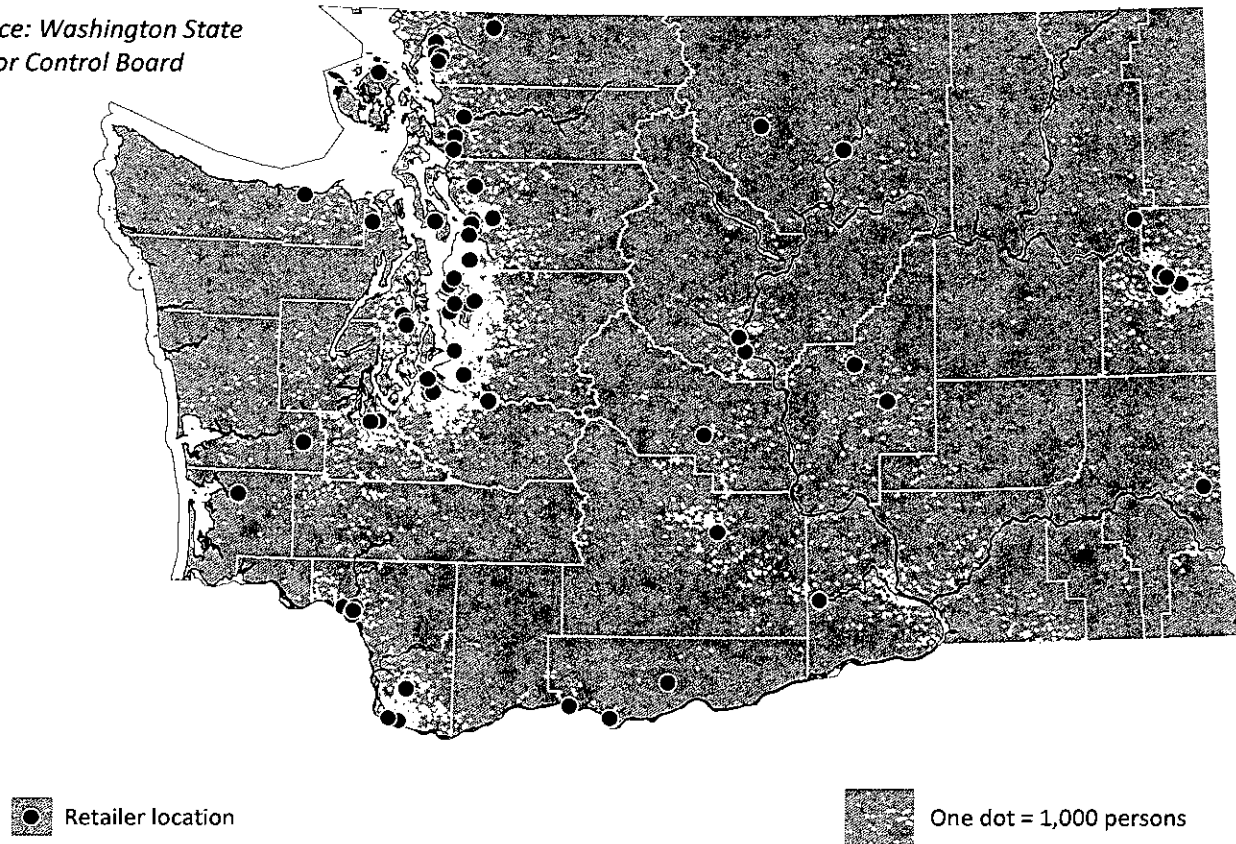 ce: Washington State
or Control Board
Retailer location
One dot = 1,000 persons